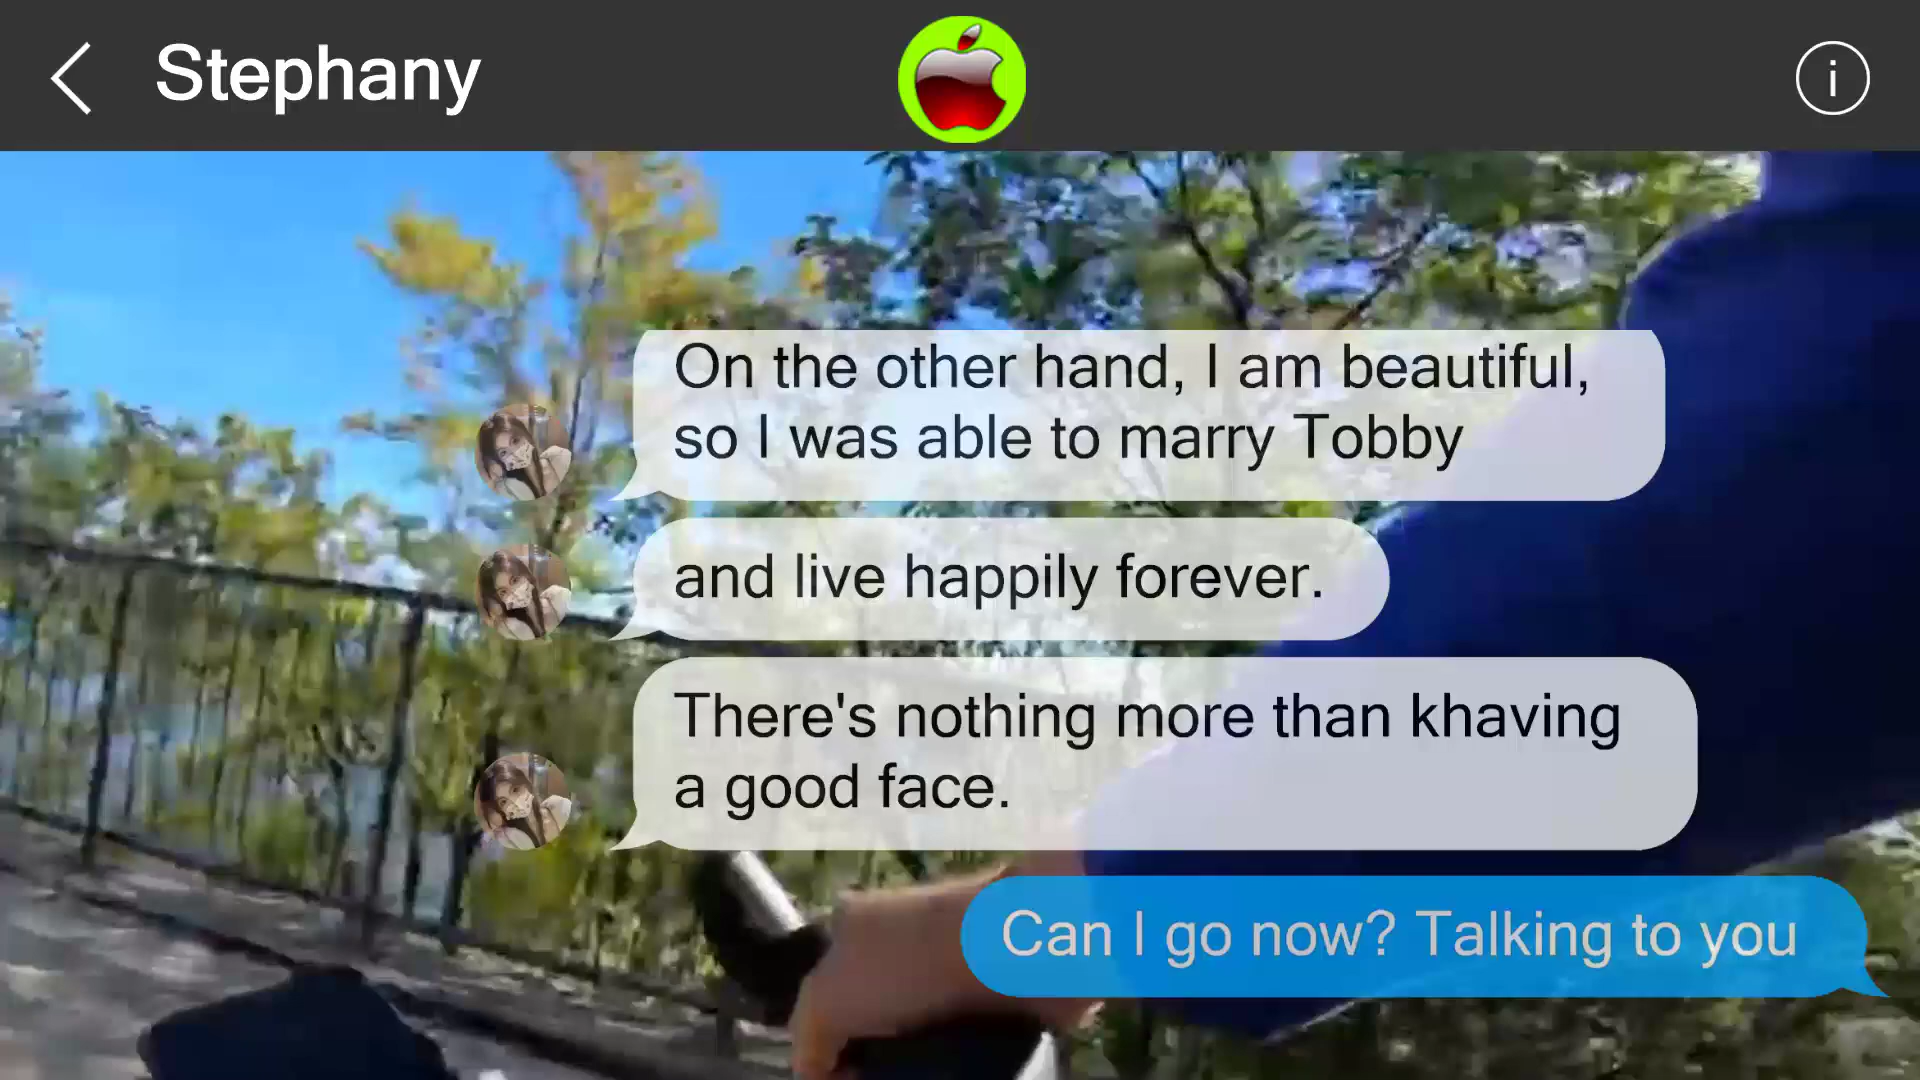 Stephany
i
On the other hand, I am beautiful,
so I was able to marry Tobby
and live happily forever.
There's nothing more than khaving
a good face.
Can I go now? Talking to you